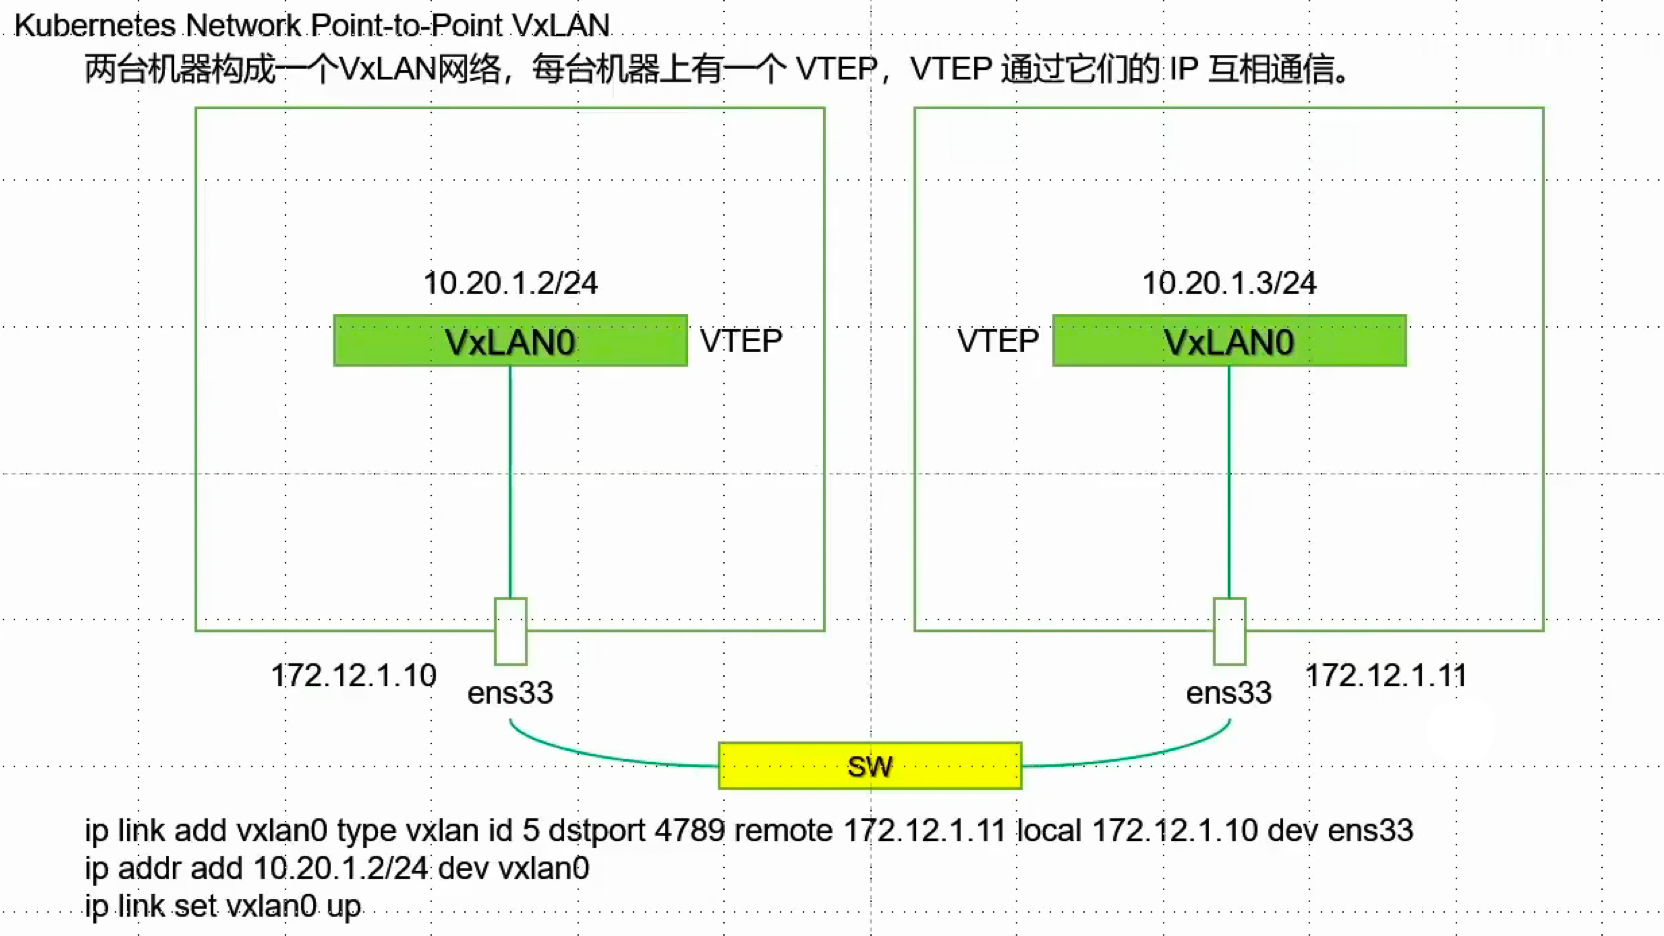 Kubernetes Network Point-to-Point VxLAN
两台机器构成一个VxLAN网络，每台机器上有一个 VTEP，VTEP 通过它们的 IP 互相通信。
10.20.1.2/24
10.20.1.3/24
VxLAN0
VTEP
VTEP
VxLAN0
172.12.1.10
ens33
ens33
172.12.1.11
SW
ip link add vxlan0 type vxlan id 5 dstport 4789 remote 172.12.1.11 local 172.12.1.10 dev ens33
ip addr add 10.20.1.2/24 dev vxlan0
ip link set vxlan0 up